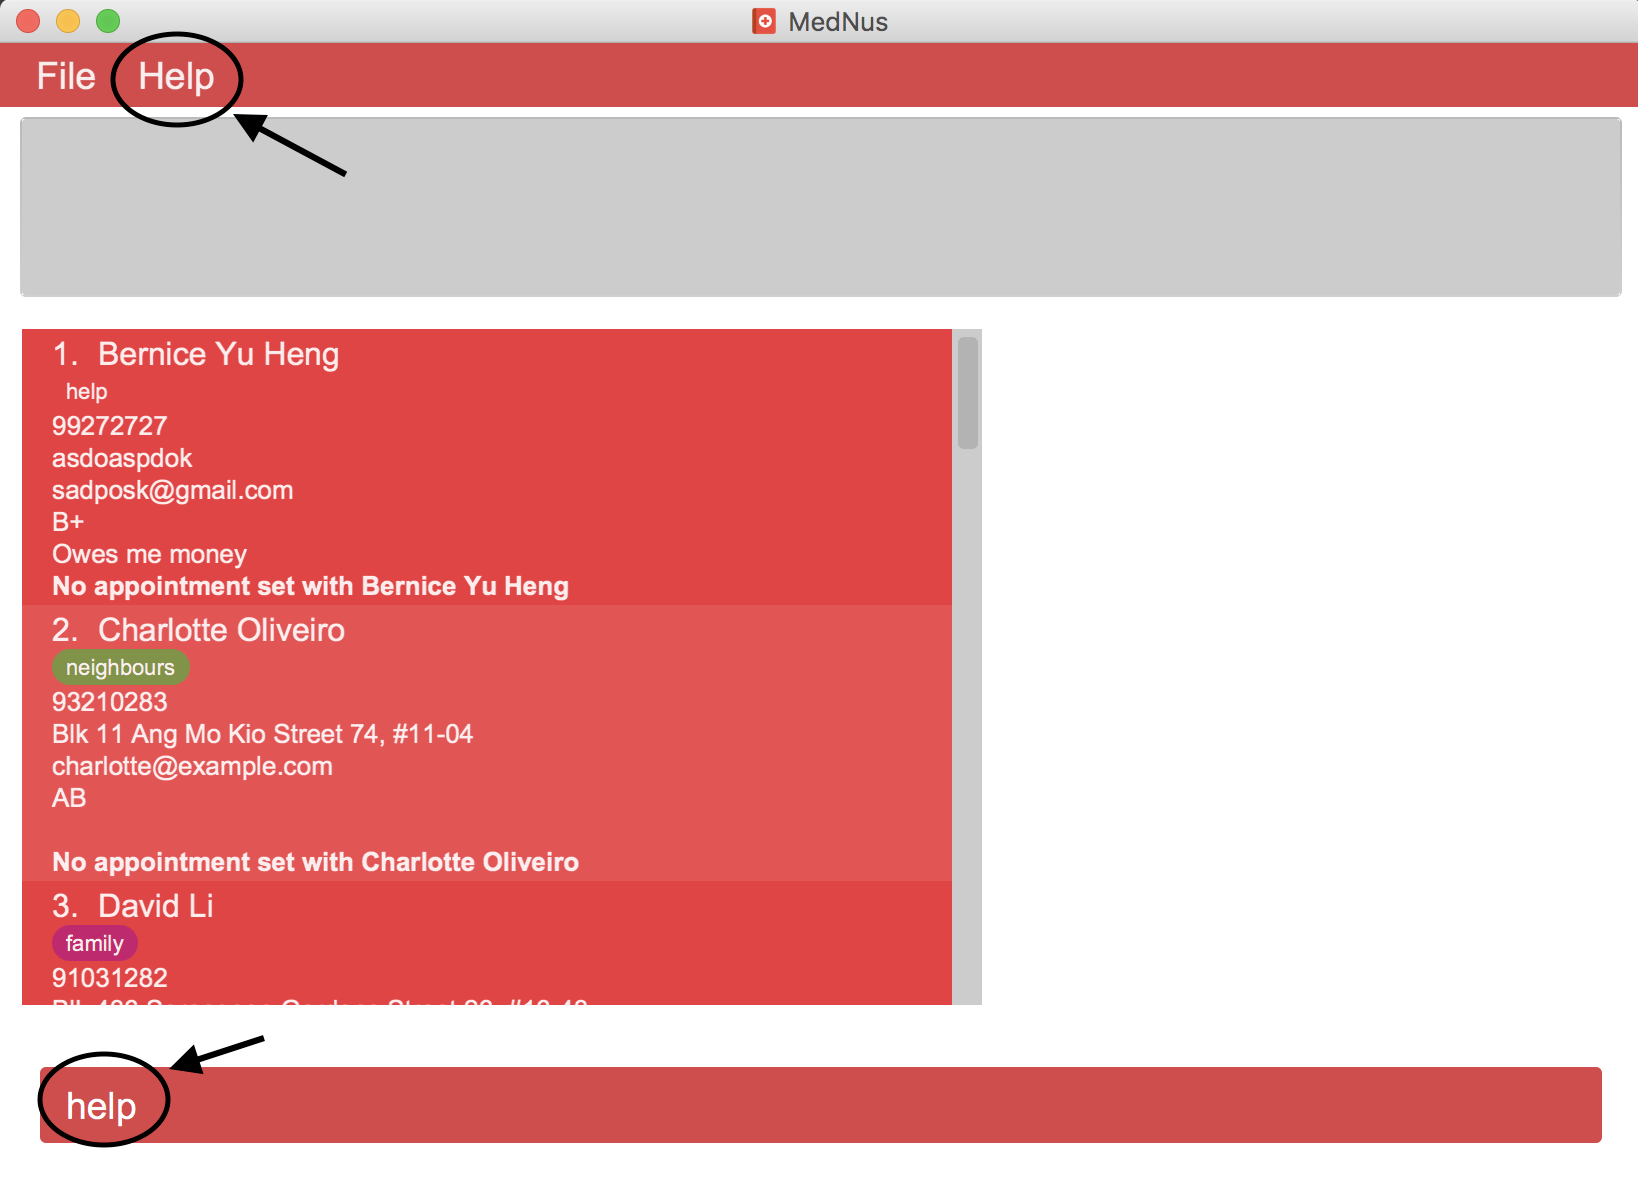 MedNus
File Help
1. Bernice Yu Heng
help
99272727
asdoaspdok
sadposk@gmail.com
B+
Owes me money
No appointment set with Bernice Yu Heng
2. Charlotte Oliveiro
neighbours
93210283
Blk 11 Ang Mo Kio Street 74, #11-04
charlotte@example.com
AB
No appointment set with Charlotte Oliveiro
3. David Li
family
91031282
help